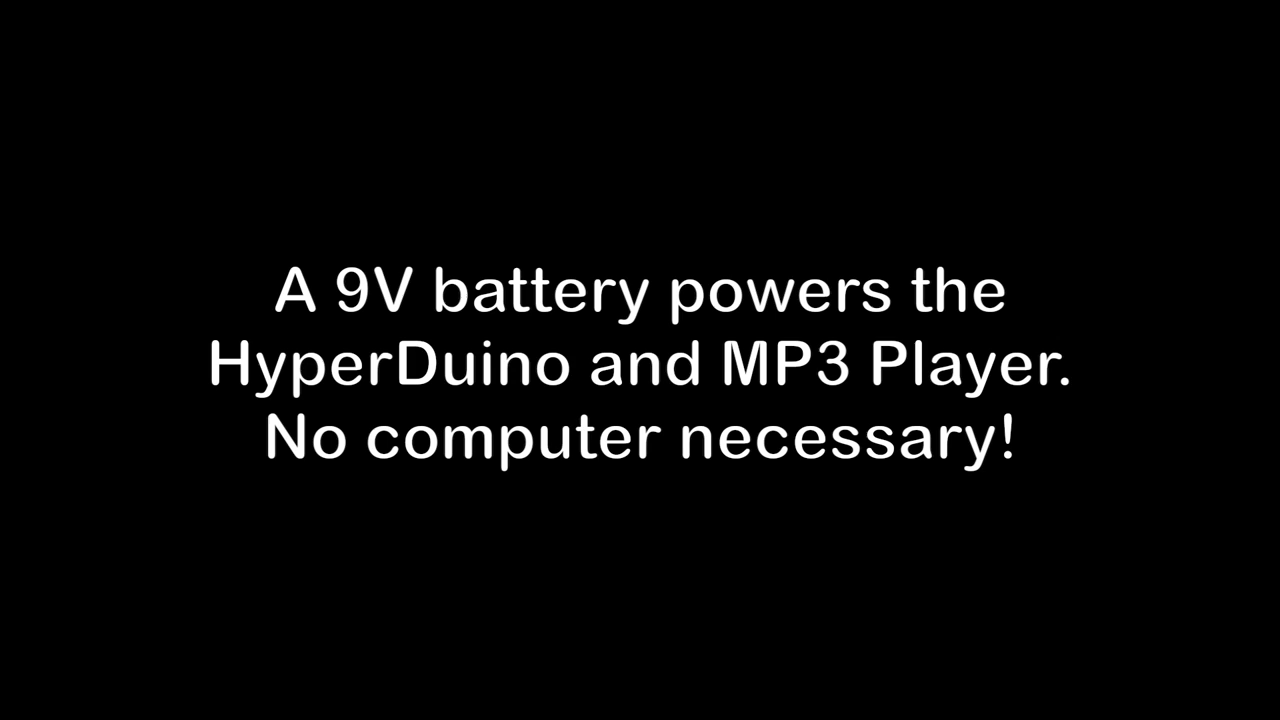 A 9V battery powers the
HyperDuino and MP3 Player.
No computer necessary!